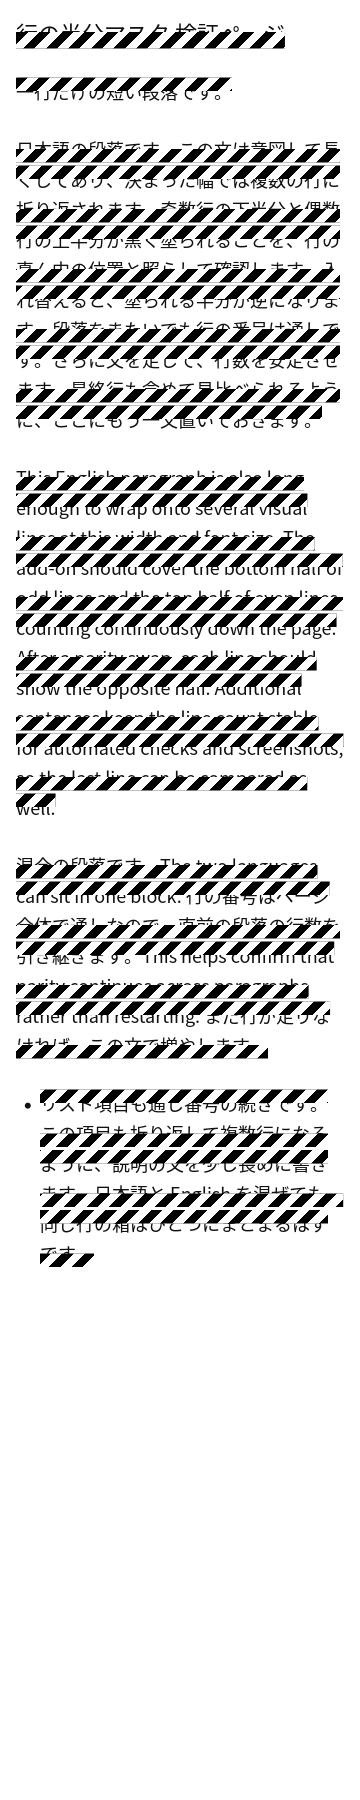 行の半分マスク 検証ページ
一行だけの短い段落です。
日本語の段落です。この文は意図して長
くしてあり、決まった幅では複数の行に
折り返されます。奇数行の下半分と偶数
行の上半分が黒く塗られることを、行の
真ん中の位置と照らして確認します。入
れ替えると、塗られる半分が逆になりま
す。段落をまたいでも行の番号は通しで
す。さらに文を足して、行数を安定させ
ます。最終行も含めて見比べられるよう
に、ここにもう一文置いておきます。
This English paragraph is also long
enough to wrap onto several visual
lines at this width and font size. The
add-on should cover the bottom half of
odd lines and the top half of even lines,
counting continuously down the page.
After a parity swap, each line should
show the opposite half. Additional
sentences keep the line count stable
for automated checks and screenshots,
so the last line can be compared as
well.
混合の段落です。The two languages
can sit in one block. 行の番号はページ
全体で通しなので、直前の段落の行数を
引き継ぎます。This helps confirm that
parity continues across paragraphs
rather than restarting. まだ行が足りな
ければ、この文で増やします。
• リスト項目も通し番号の続きです。
この項目も折り返して複数行になる
ように、説明の文を少し長めに書き
ます。日本語と English を混ぜても、
同じ行の箱はひとつにまとまるはず
です。